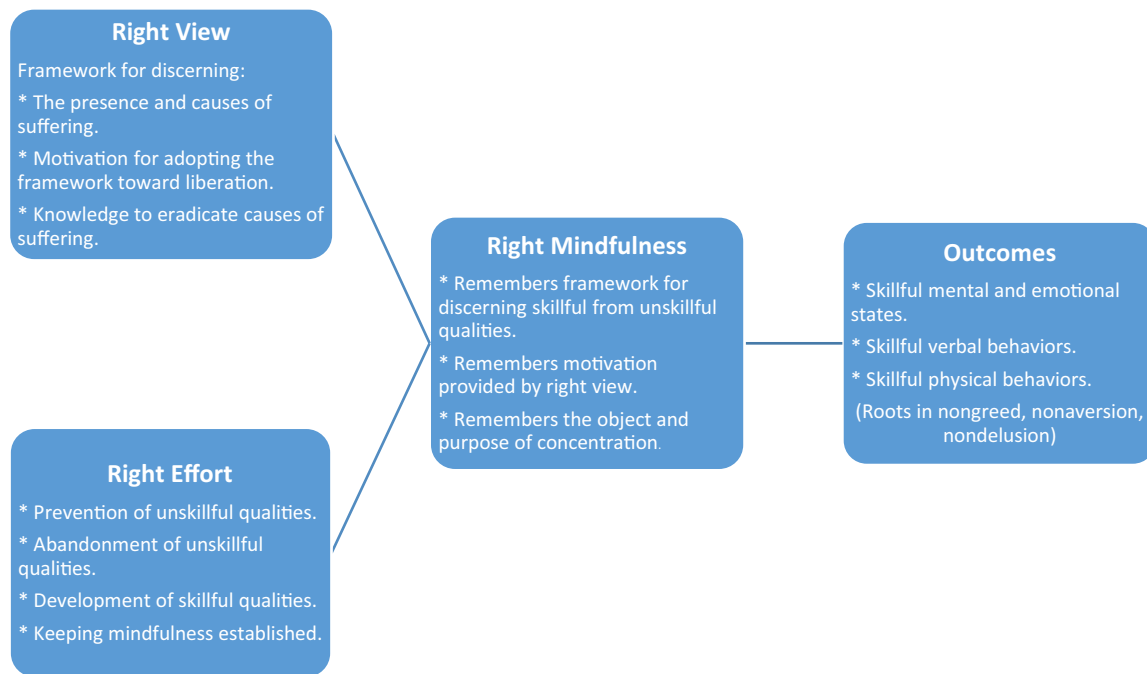 Right View
Framework for discerning:
* The presence and causes of
suffering.
* Motivation for adopting the
framework toward liberation.
* Knowledge to eradicate causes of
suffering.
Right Effort
* Prevention of unskillful qualities.
* Abandonment of unskillful
qualities.
* Development of skillful qualities.
* Keeping mindfulness established.
Right Mindfulness
* Remembers framework for
discerning skillful from unskillful
qualities.
* Remembers motivation
provided by right view.
* Remembers the object and
purpose of concentration.
Outcomes
* Skillful mental and emotional
states.
* Skillful verbal behaviors.
* Skillful physical behaviors.
(Roots in nongreed, nonaversion,
nondelusion)